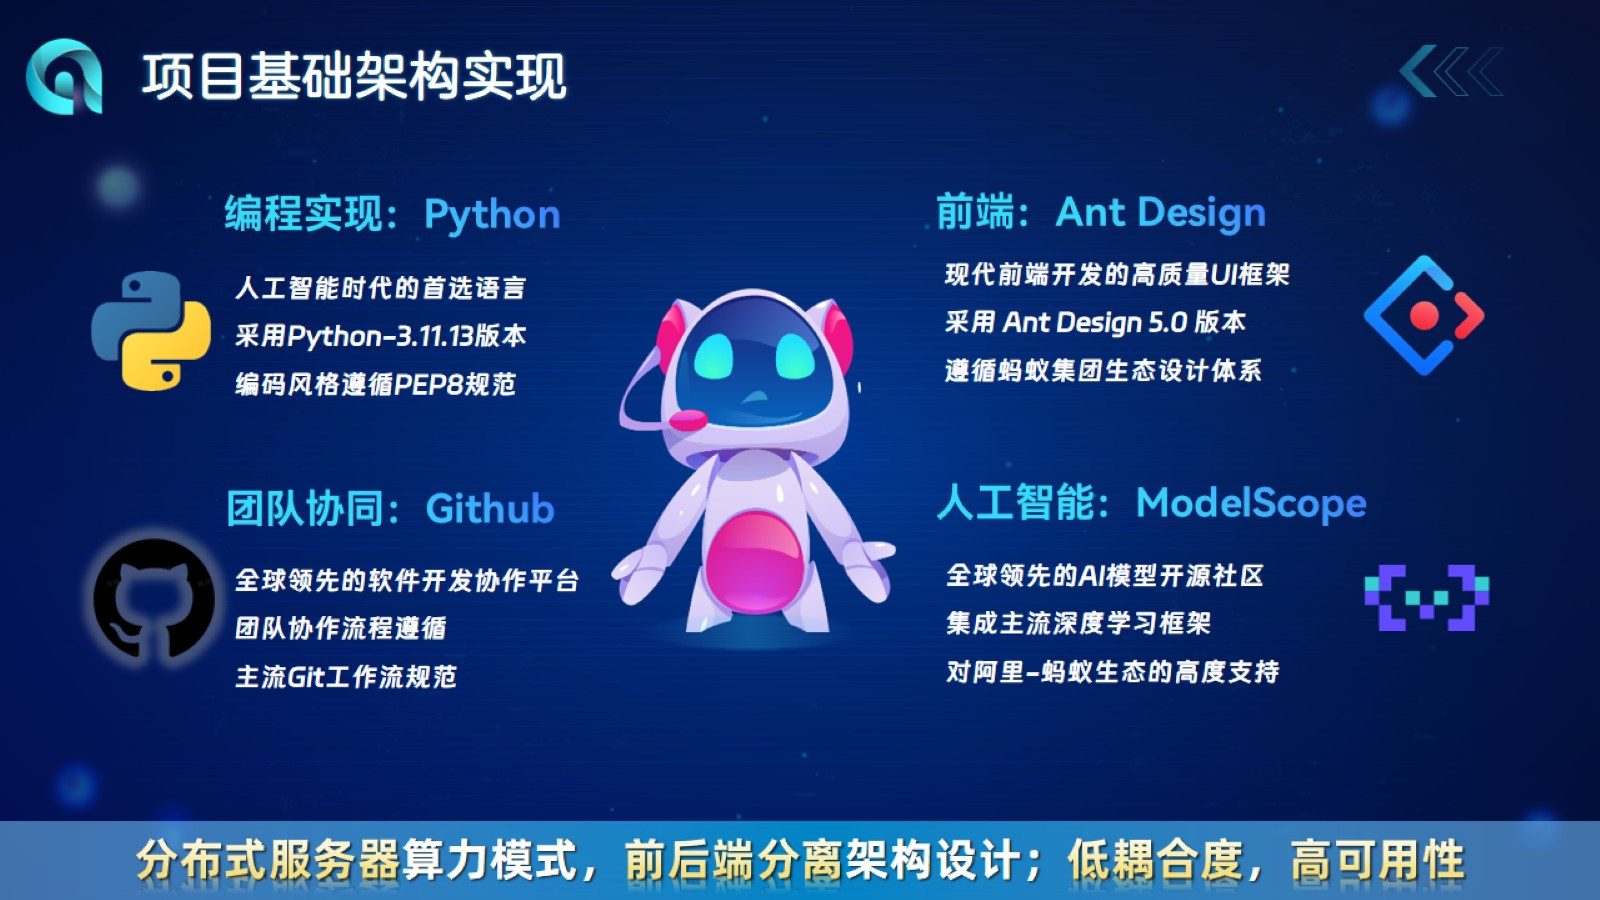 项目基础架构实现
编程实现：Python
人工智能时代的首选语言
采用Python-3.11.13版本
编码风格遵循PEP8规范
前端：Ant Design
现代前端开发的高质量UI框架
采用 Ant Design 5.0 版本
遵循蚂蚁集团生态设计体系
团队协同：Github
全球领先的软件开发协作平台
团队协作流程遵循
主流Git工作流规范
人工智能：ModelScope
全球领先的AI模型开源社区
集成主流深度学习框架
对阿里-蚂蚁生态的高度支持
分布式服务器算力模式，前后端分离架构设计；低耦合度，高可用性